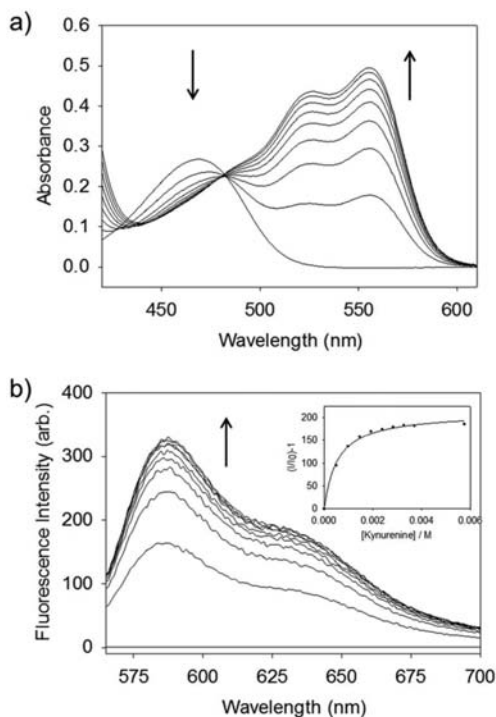 a)
0.6
0.5
0.4
0.3
0.2
0.1
0.0
Absorbance
450 500 550 600
Wavelength (nm)
b)
400
300
200
100
0
Fluorescence Intensity (arb.)
200
150
100
50
0
(I/I0)-1
0.000 0.002 0.004 0.006
[Kynurenine] / M
575 600 625 650 675 700
Wavelength (nm)